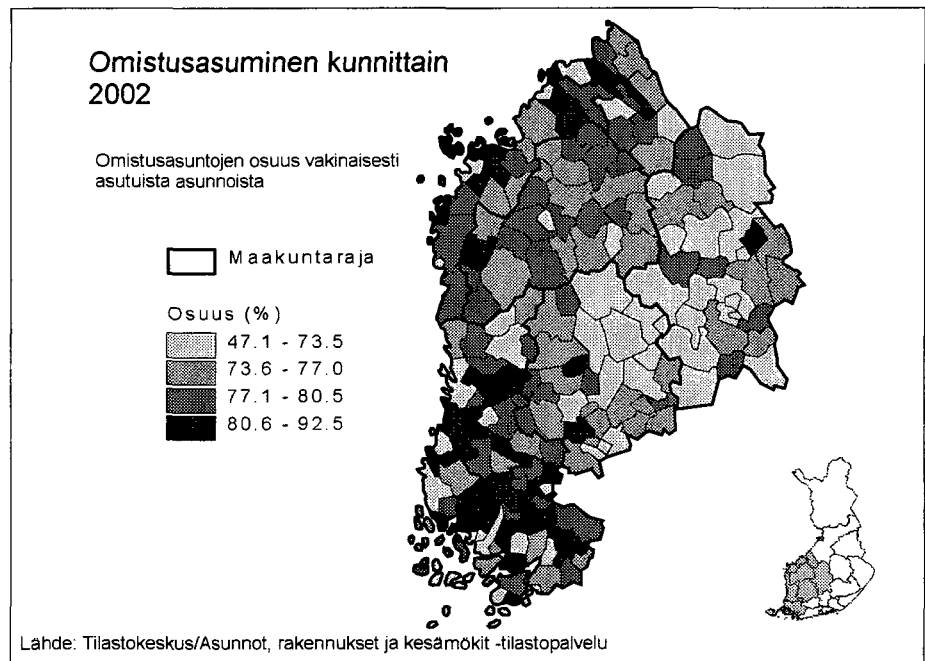 Omistusasuminen kunnittain
2002
Omistusasuntojen osuus vakinaisesti
asutuista asunnoista
Maakuntaraja
Osuus (%)
47.1 - 73.5
73.6 - 77.0
77.1 - 80.5
80.6 - 92.5
Lähde: Tilastokeskus/Asunnot, rakennukset ja kesämökit -tilastopalvelu